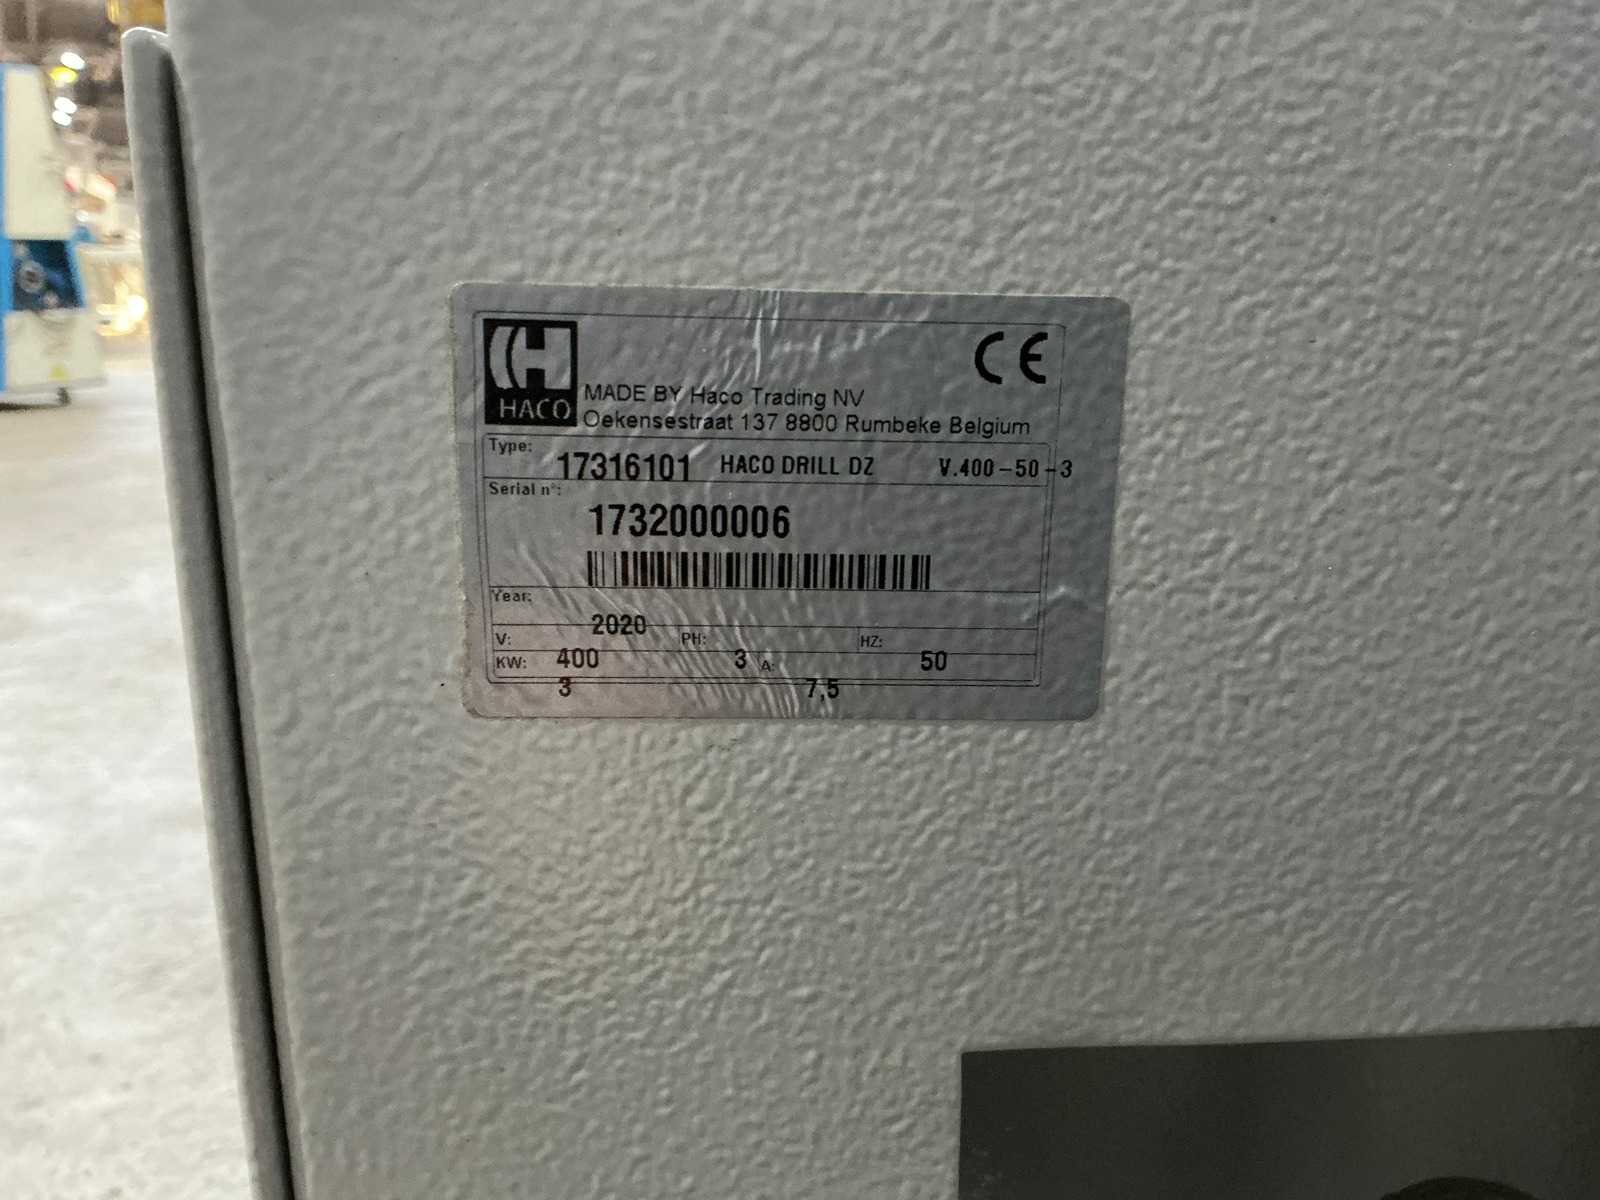 HACO
CE
MADE BY Haco Trading NV
Oekensestraat 137 8800 Rumbeke Belgium
Type: 17316101 HACO DRILL DZ V.400-50-3
Serial n°:
1732000006
Year: 2020
V: 400 PH: 3 HZ: 50
KW: 3 A: 7,5